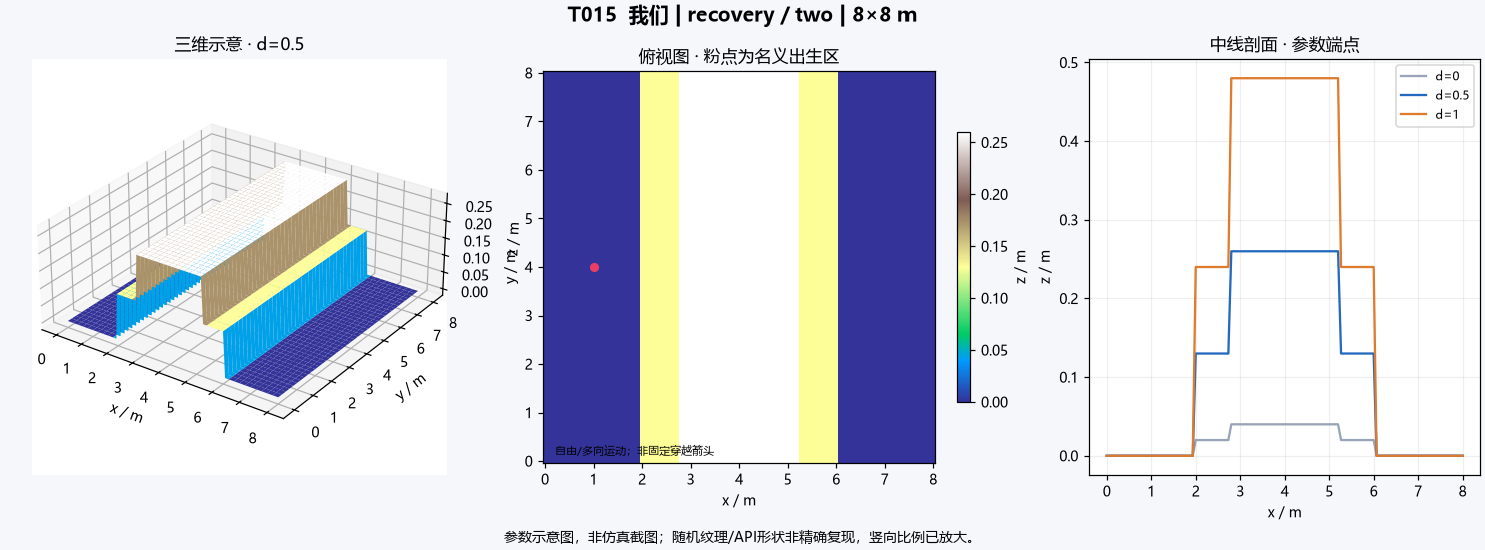 T015 我们 | recovery / two | 8×8 m
三维示意 · d=0.5
0.25
0.20
0.15
0.10
0.05
0.00
z / m
0 1 2 3 4 5 6 7 8
x / m
0 1 2 3 4 5 6 7 8
y / m
俯视图 · 粉点为名义出生区
8
7
6
5
4
3
2
1
0
y / m
自由/多向运动；非固定穿越箭头
0 1 2 3 4 5 6 7 8
x / m
0.25
0.20
0.15
0.10
0.05
0.00
z / m
中线剖面 · 参数端点
d=0
d=0.5
d=1
0.5
0.4
0.3
0.2
0.1
0.0
z / m
0 1 2 3 4 5 6 7 8
x / m
参数示意图，非仿真截图；随机纹理/API形状非精确复现，竖向比例已放大。